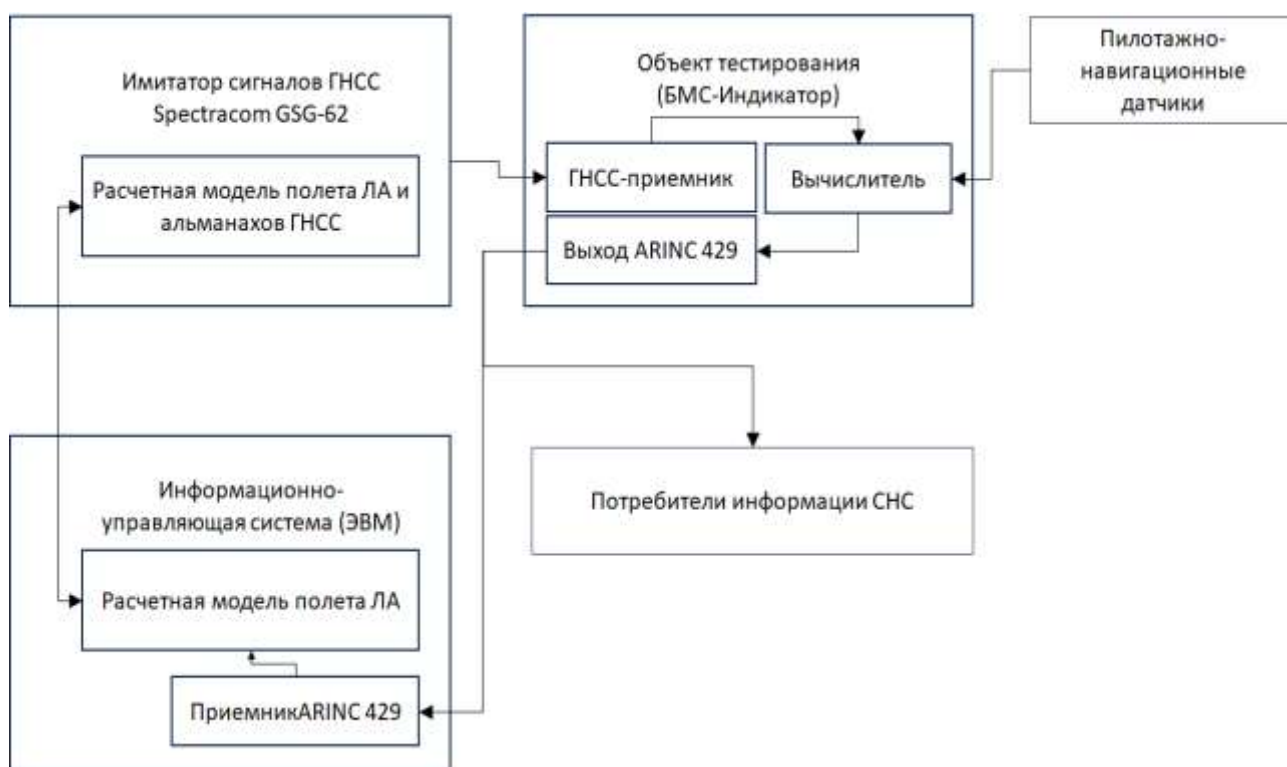 Имитатор сигналов ГНСС
Spectracom GSG-62
Расчетная модель полета ЛА и
альманахов ГНСС
Объект тестирования
(БМС-Индикатор)
ГНСС-приемник
Вычислитель
Выход ARINC 429
Пилотажно-
навигационные
датчики
Информационно-
управляющая система (ЭВМ)
Расчетная модель полета ЛА
ПриемникARINC 429
Потребители информации СНС